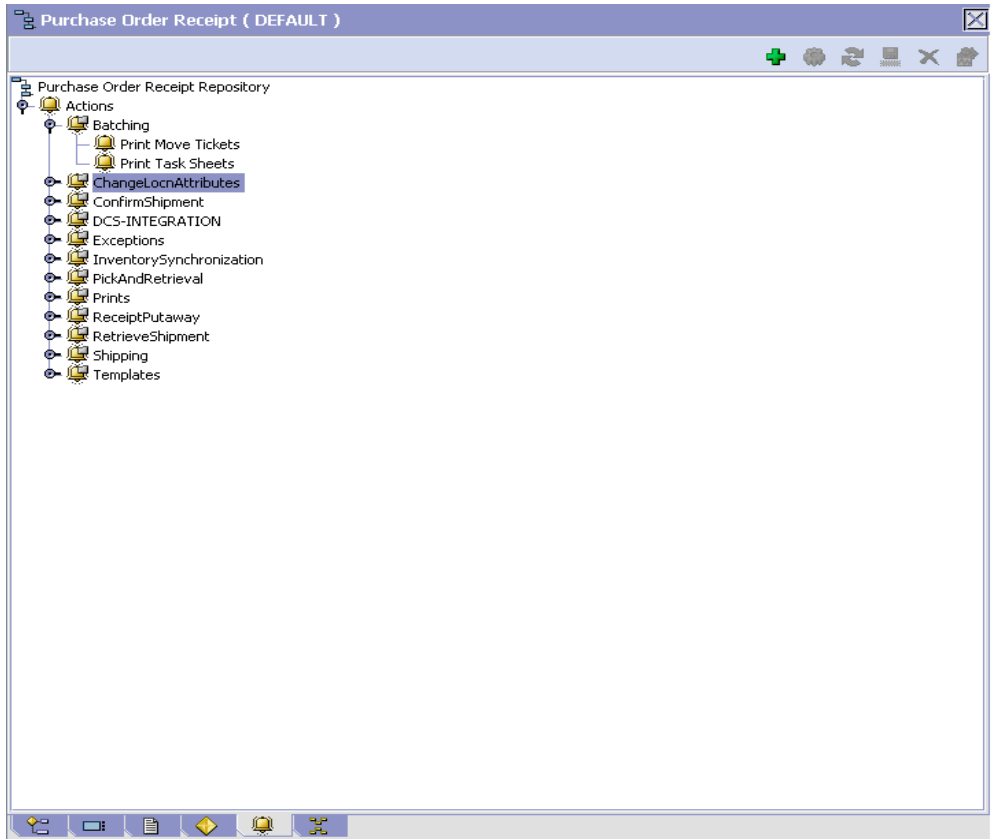 Purchase Order Receipt ( DEFAULT )
Purchase Order Receipt Repository
Actions
Batching
Print Move Tickets
Print Task Sheets
ChangeLocnAttributes
ConfirmShipment
DCS-INTEGRATION
Exceptions
InventorySynchronization
PickAndRetrieval
Prints
ReceiptPutaway
RetrieveShipment
Shipping
Templates